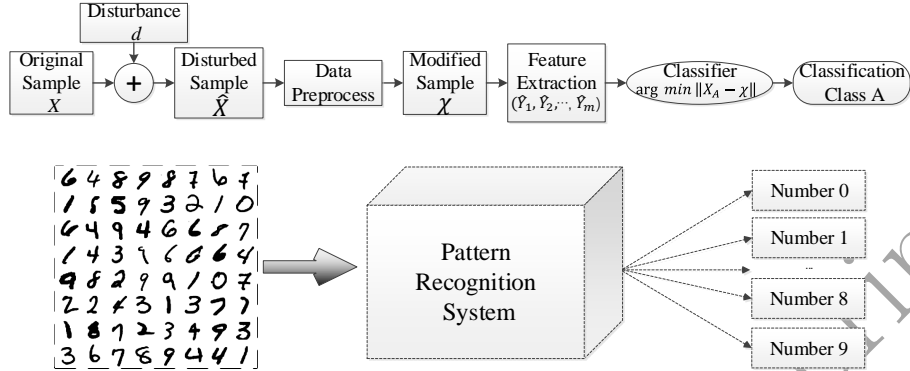 Disturbance
d
Original
Sample
X
+
Disturbed
Sample
X̂
Data
Preprocess
Modified
Sample
χ
Feature
Extraction
(Ŷ₁, Ŷ₂,⋯, Ŷₘ)
Classifier
arg min ‖X_A − χ‖
Classification
Class A
6 4 8 9 8 7 6 7
1 8 5 9 3 2 1 0
6 4 9 4 6 6 8 7
1 4 3 9 6 6 6 4
9 8 2 9 9 1 0 7
2 2 4 3 1 3 7 7
1 8 7 2 3 4 9 3
3 6 7 8 9 4 4 1
Pattern
Recognition
System
Number 0
Number 1
...
Number 8
Number 9